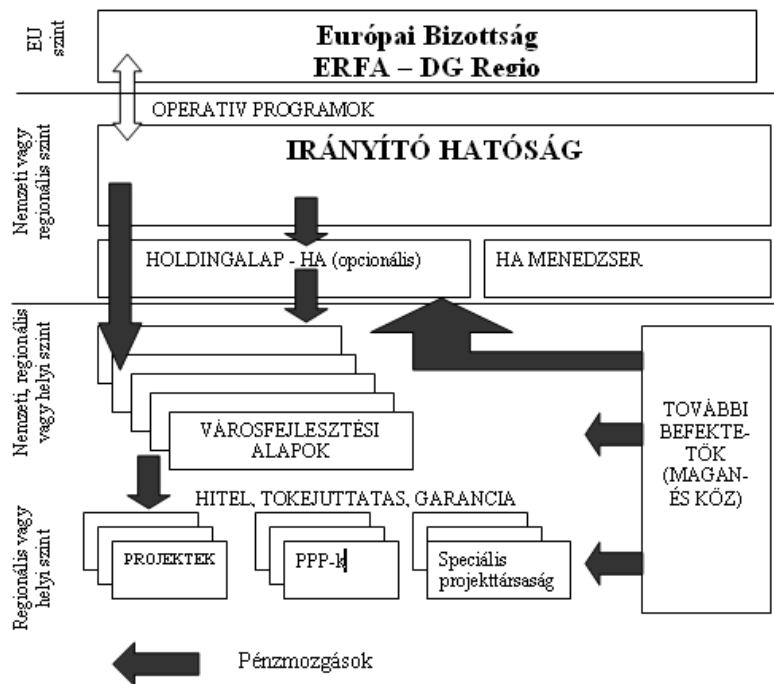 EU
szint
Európai Bizottság
ERFA – DG Regio
Nemzeti vagy
regionális szint
OPERATIV PROGRAMOK
IRÁNYÍTÓ HATÓSÁG
HOLDINGALAP - HA (opcionális)
HA MENEDZSER
Nemzeti, regionális
vagy helyi szint
VÁROSFEJLESZTÉSI
ALAPOK
TOVÁBBI
BEFEKTE-
TŐK
(MAGAN-
ÉS KÖZ)
Regionális vagy
helyi szint
HITEL, TOKEJUTTATAS, GARANCIA
PROJEKTEK
PPP-k
Speciális
projekttársaság
Pénzmozgások